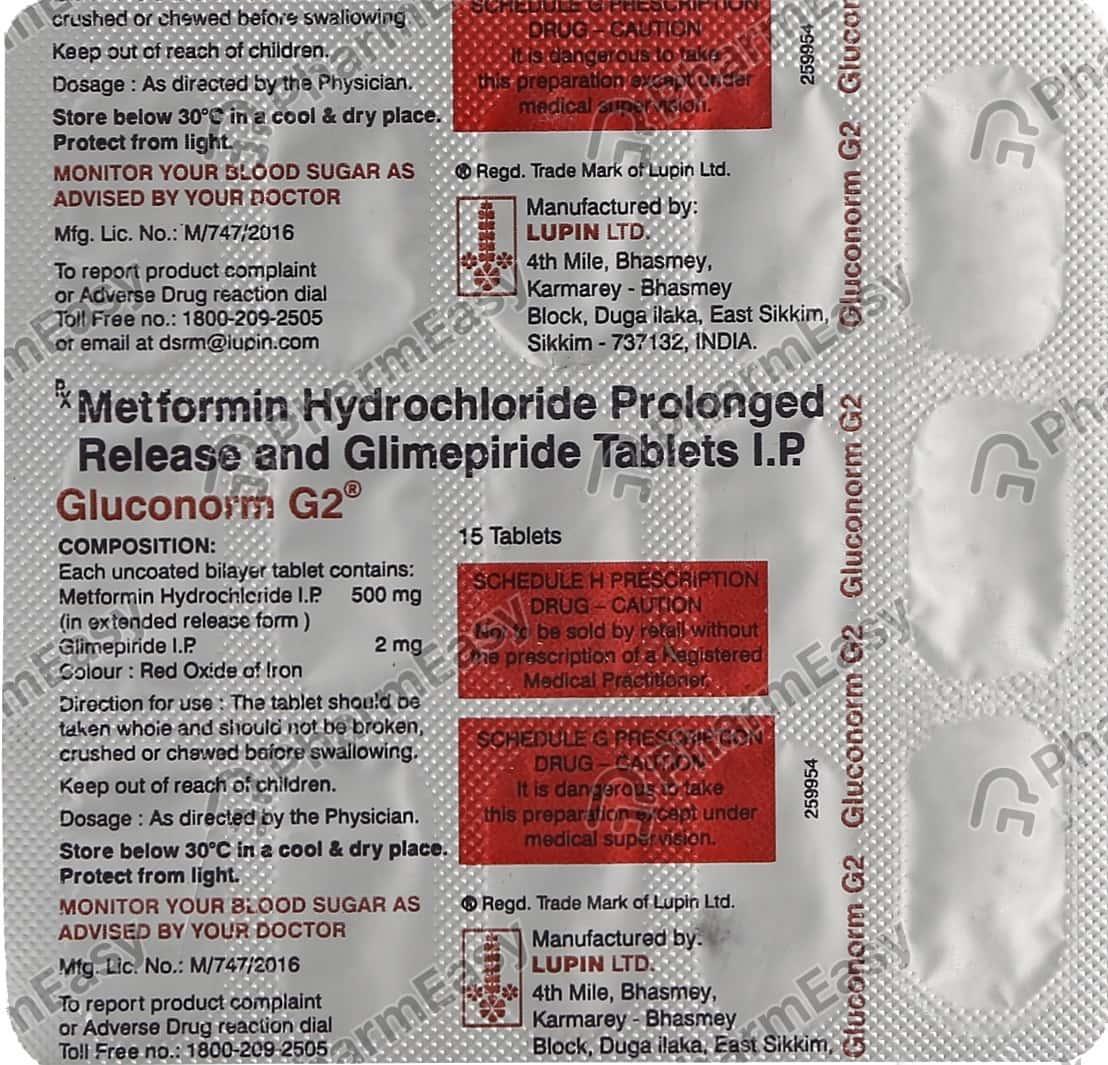 crushed or chewed before swallowing
Keep out of reach of children.
Dosage : As directed by the Physician.
Store below 30°C in a cool & dry place.
Protect from light.
MONITOR YOUR BLOOD SUGAR AS
ADVISED BY YOUR DOCTOR
Mfg. Lic. No.: M/747/2016
To report product complaint
or Adverse Drug reaction dial
Toll Free no.: 1800-209-2505
or email at dsrm@lupin.com
SCHEDULE G PRESCRIPTION
DRUG – CAUTION
It is dangerous to take
this preparation except under
medical supervision.
259954
® Regd. Trade Mark of Lupin Ltd.
Manufactured by:
LUPIN LTD.
4th Mile, Bhasmey,
Karmarey - Bhasmey
Block, Duga ilaka, East Sikkim,
Sikkim - 737132, INDIA.
Rx Metformin Hydrochloride Prolonged
Release and Glimepiride Tablets I.P.
Gluconorm G2®
COMPOSITION:
Each uncoated bilayer tablet contains:
Metformin Hydrochloride I.P. 500 mg
(in extended release form )
Glimepiride I.P. 2 mg
Colour : Red Oxide of Iron
Direction for use : The tablet should be
taken whole and should not be broken,
crushed or chewed before swallowing.
Keep out of reach of children.
Dosage : As directed by the Physician.
Store below 30°C in a cool & dry place.
Protect from light.
MONITOR YOUR BLOOD SUGAR AS
ADVISED BY YOUR DOCTOR
Mfg. Lic. No.: M/747/2016
To report product complaint
or Adverse Drug reaction dial
Toll Free no.: 1800-209-2505
15 Tablets
SCHEDULE H PRESCRIPTION
DRUG – CAUTION
Not to be sold by retail without
the prescription of a Registered
Medical Practitioner.
SCHEDULE G PRESCRIPTION
DRUG – CAUTION
It is dangerous to take
this preparation except under
medical supervision.
259954
® Regd. Trade Mark of Lupin Ltd.
Manufactured by:
LUPIN LTD.
4th Mile, Bhasmey,
Karmarey - Bhasmey
Block, Duga ilaka, East Sikkim,
Gluconorm G2 Gluconorm G2 Gluconorm G2 Gluconorm G2 Gluconorm G2 Glucon
PharmEasy